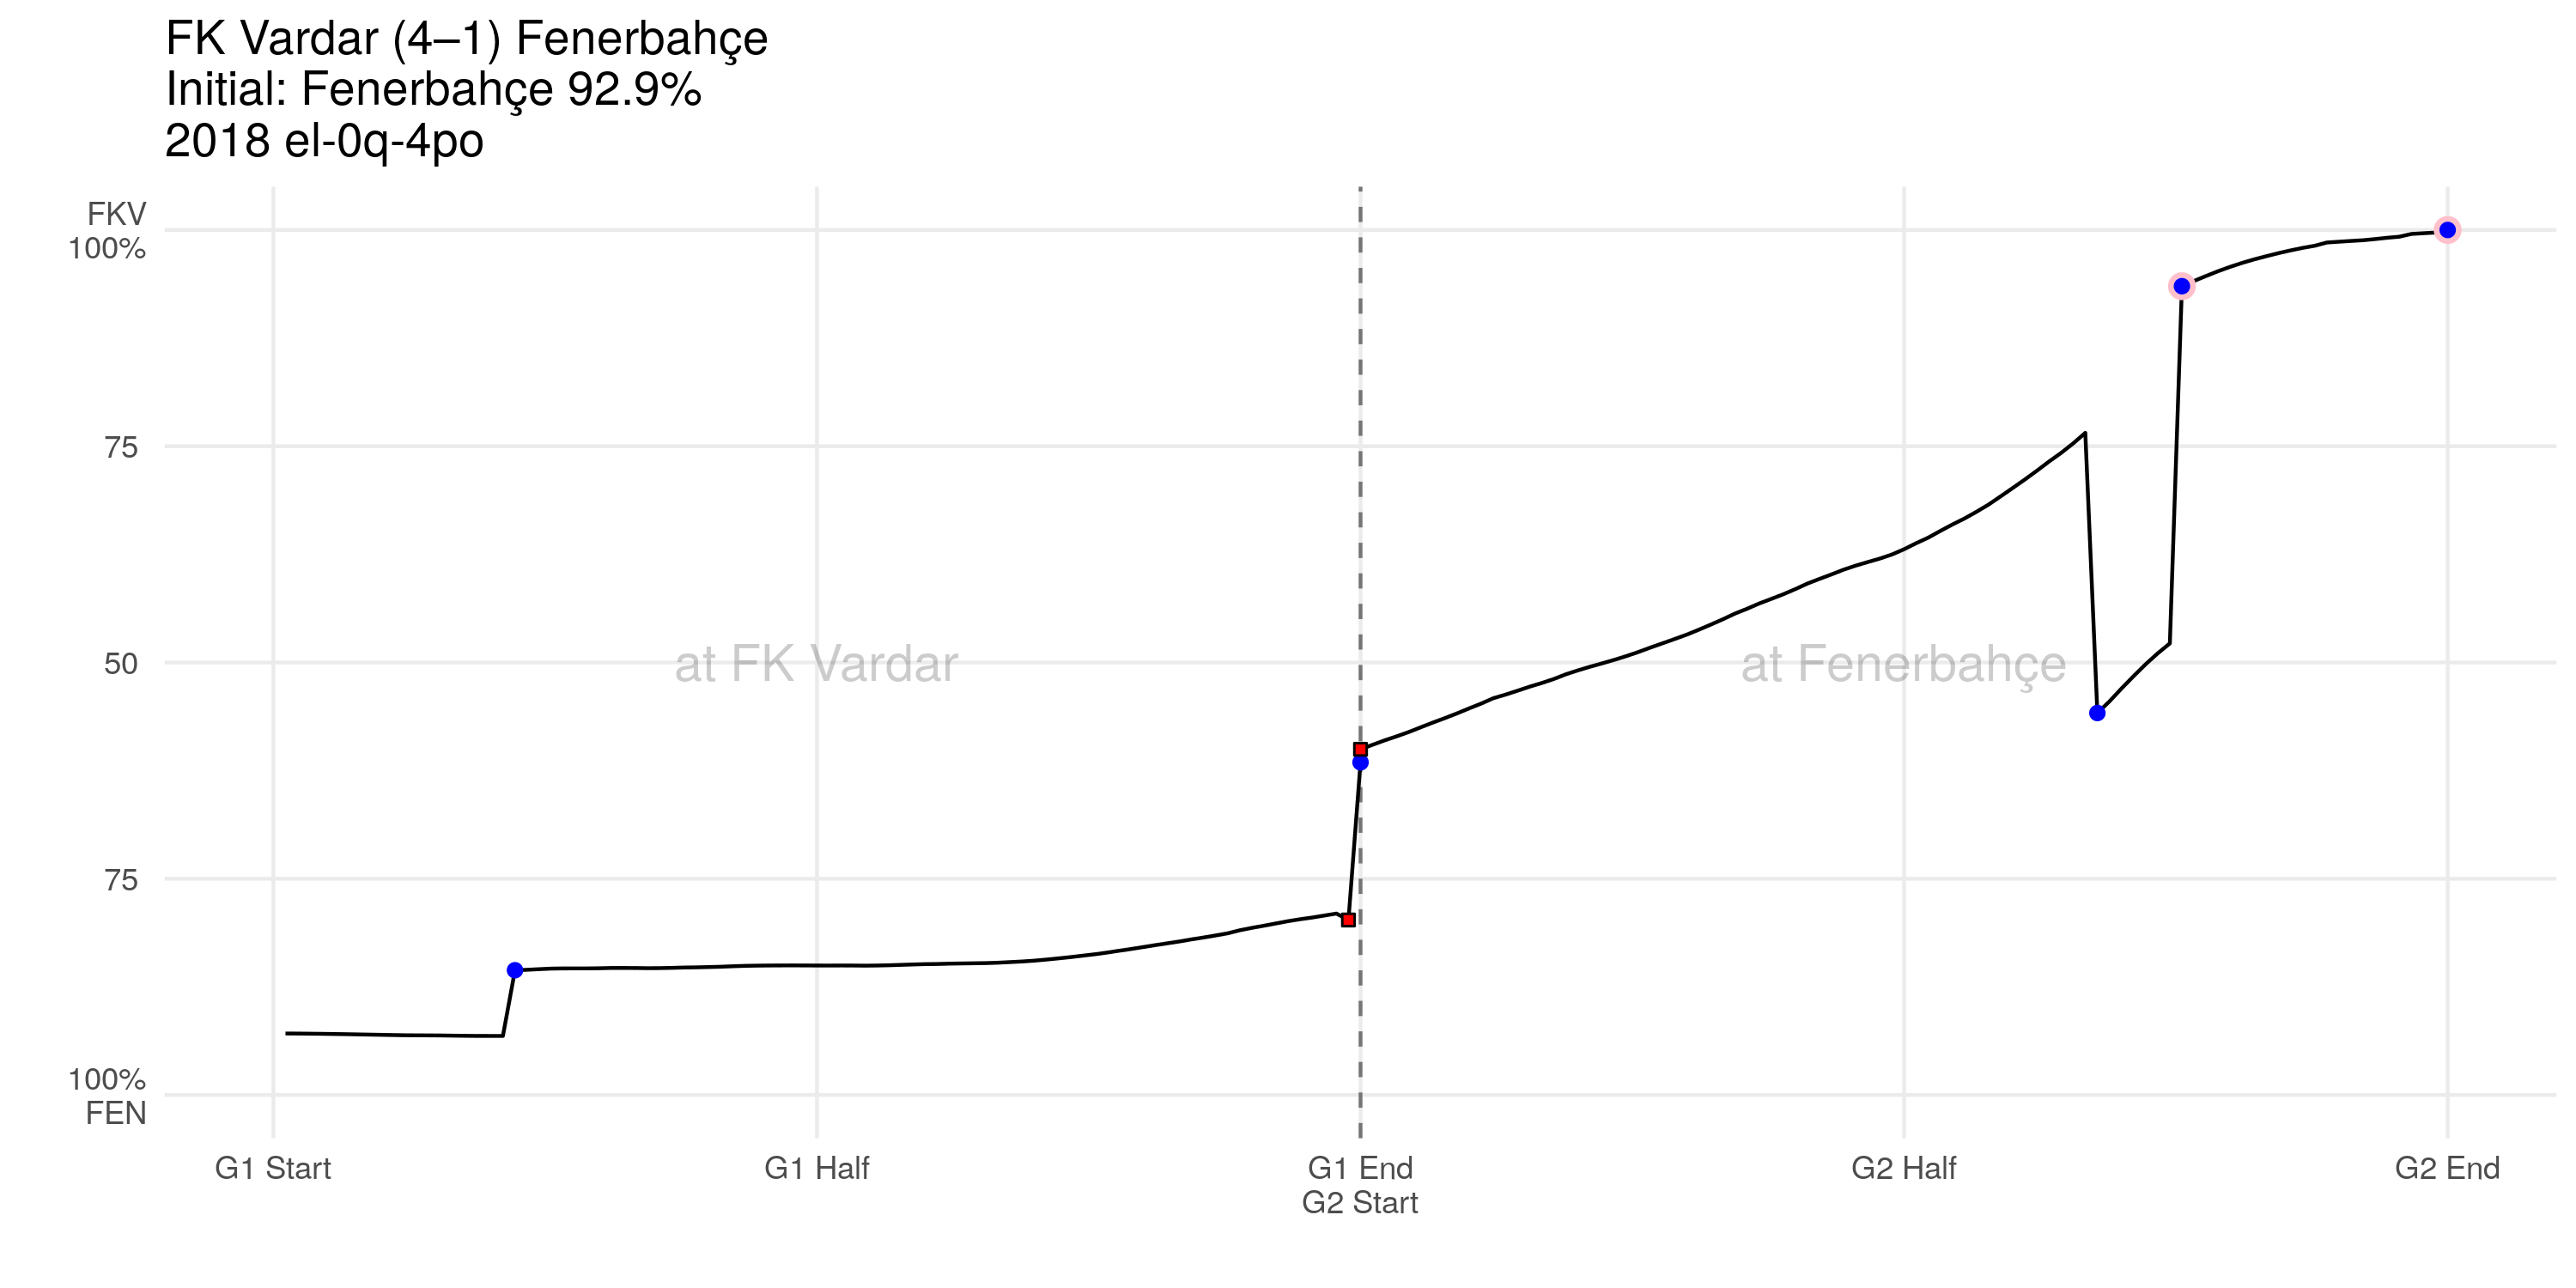 FK Vardar (4–1) Fenerbahçe
Initial: Fenerbahçe 92.9%
2018 el-0q-4po
FKV
100%
75
50
75
100%
FEN
at FK Vardar
at Fenerbahçe
G1 Start
G1 Half
G1 End
G2 Start
G2 Half
G2 End